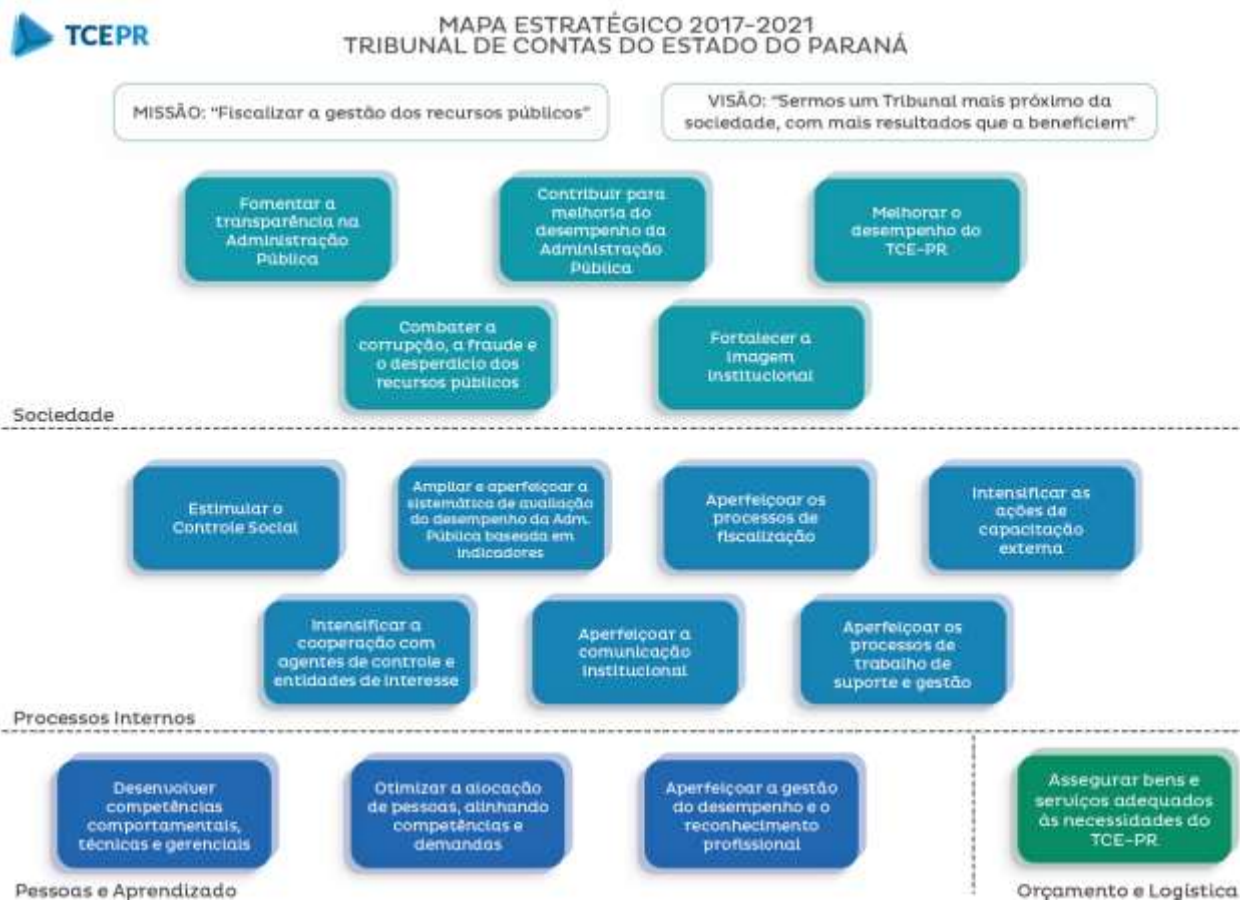 TCEPR
MAPA ESTRATÉGICO 2017-2021
TRIBUNAL DE CONTAS DO ESTADO DO PARANÁ
MISSÃO: “Fiscalizar a gestão dos recursos públicos”
VISÃO: “Sermos um Tribunal mais próximo da
sociedade, com mais resultados que a beneficiem”
Fomentar a
transparência na
Administração
Pública
Contribuir para
melhoria do
desempenho da
Administração
Pública
Melhorar o
desempenho do
TCE-PR
Combater a
corrupção, a fraude e
o desperdício dos
recursos públicos
Fortalecer a
imagem
institucional
Sociedade
Estimular o
Controle Social
Ampliar e aperfeiçoar a
sistemática de avaliação
do desempenho da Adm.
Pública baseada em
indicadores
Aperfeiçoar os
processos de
fiscalização
Intensificar as
ações de
capacitação
externa
Intensificar a
cooperação com
agentes de controle e
entidades de interesse
Aperfeiçoar a
comunicação
institucional
Aperfeiçoar os
processos de
trabalho de
suporte e gestão
Processos Internos
Desenvolver
competências
comportamentais,
técnicas e gerenciais
Otimizar a alocação
de pessoas, alinhando
competências e
demandas
Aperfeiçoar a gestão
do desempenho e o
reconhecimento
profissional
Assegurar bens e
serviços adequados
às necessidades do
TCE-PR
Pessoas e Aprendizado
Orçamento e Logística